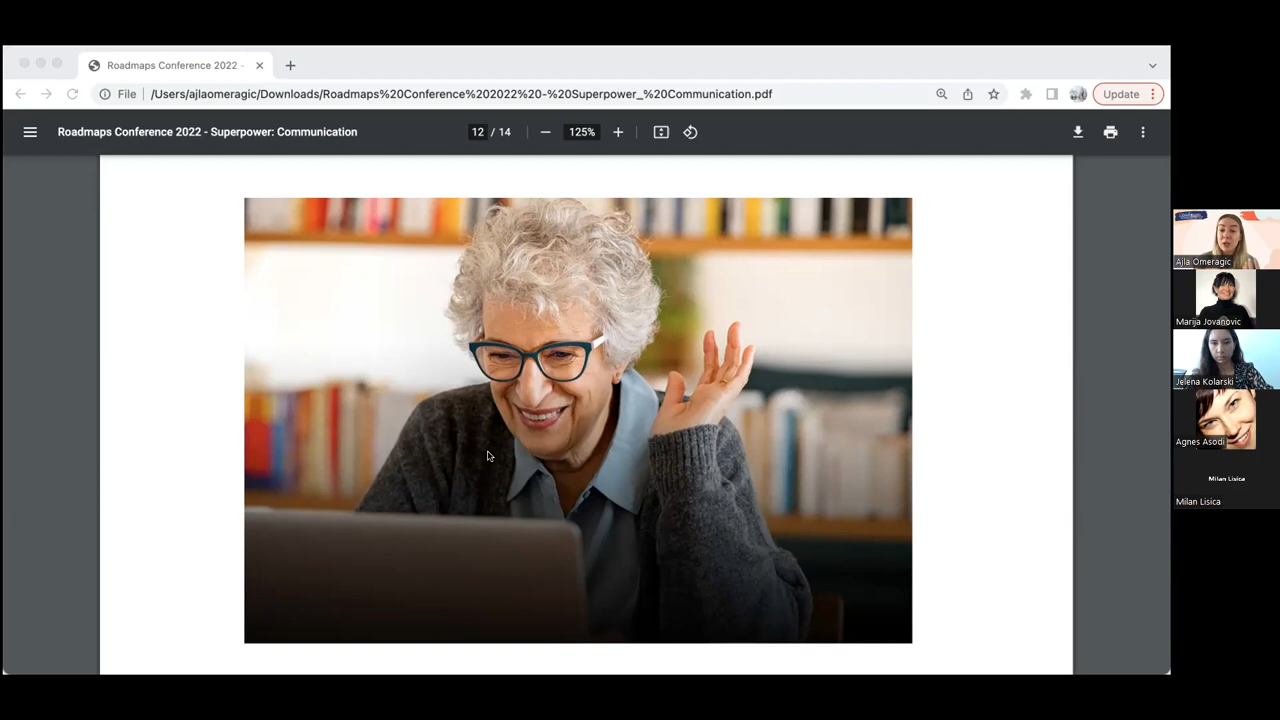 Roadmaps Conference 2022 -
File
/Users/ajlaomeragic/Downloads/Roadmaps%20Conference%202022%20-%20Superpower_%20Communication.pdf
Update
Roadmaps Conference 2022 - Superpower: Communication
12 / 14
125%
Ajla Omeragic
Marija Jovanovic
Jelena Kolarski
Agnes Asodi
Milan Lisica
Milan Lisica